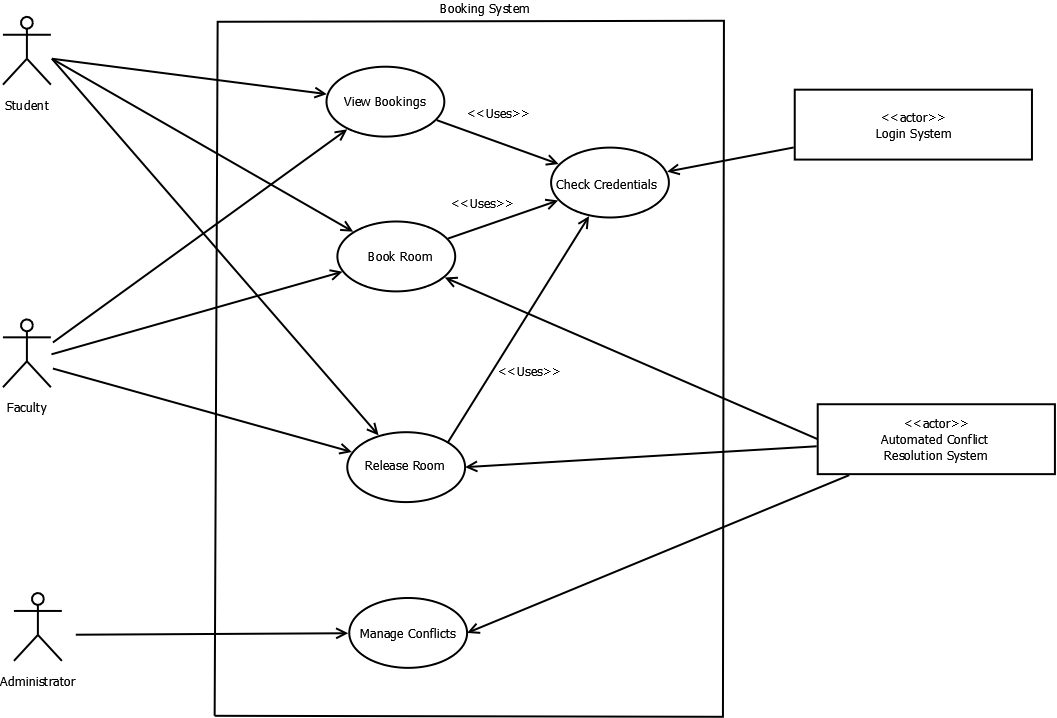 Booking System
Student
View Bookings
<<Uses>>
<<actor>>
Login System
Check Credentials
<<Uses>>
Book Room
Faculty
<<Uses>>
<<actor>>
Automated Conflict
Resolution System
Release Room
Manage Conflicts
Administrator